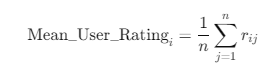 Mean_User_Rating_i = \frac{1}{n} \sum_{j=1}^{n} r_{ij}